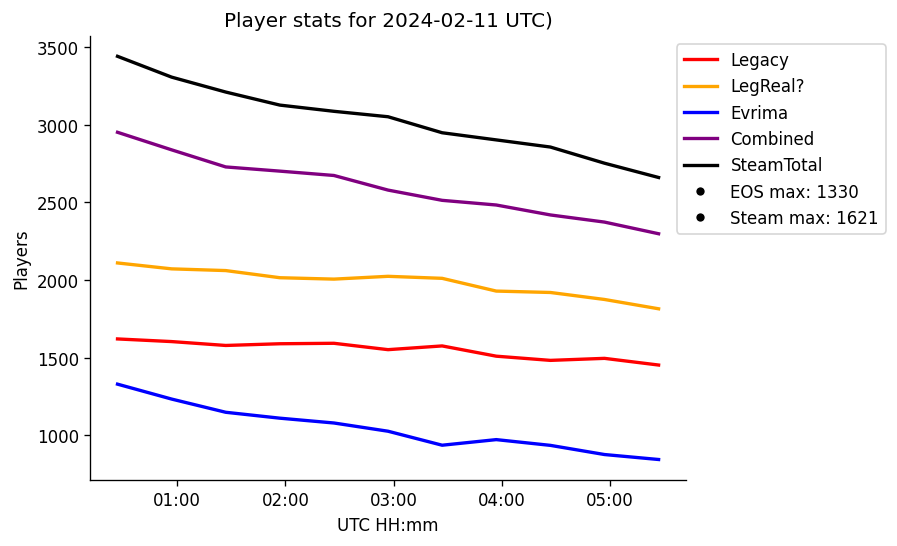 Player stats for 2024-02-11 UTC)
3500
3000
2500
2000
1500
1000
Players
01:00
02:00
03:00
04:00
05:00
UTC HH:mm
Legacy
LegReal?
Evrima
Combined
SteamTotal
EOS max: 1330
Steam max: 1621